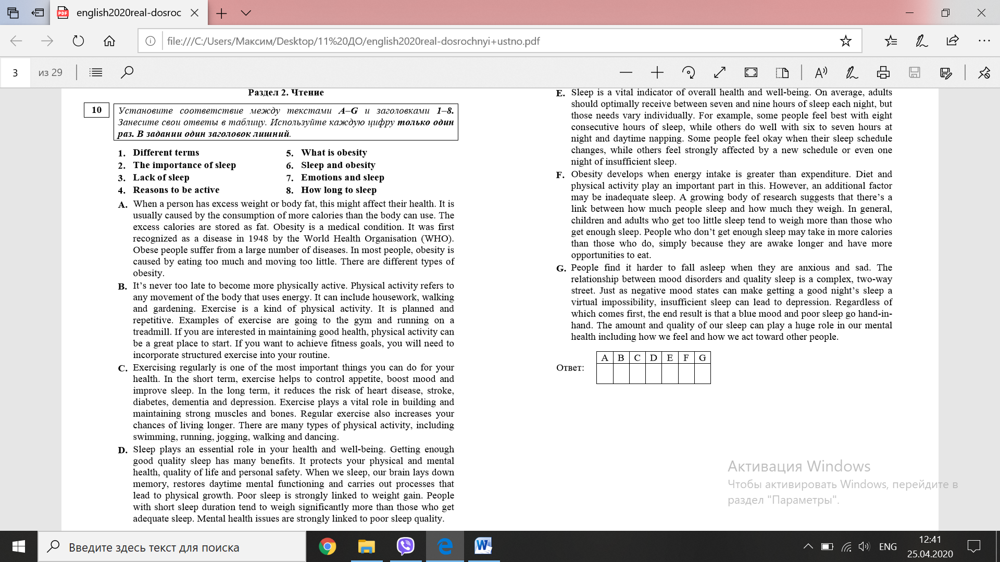 english2020real-dosroc
file:///C:/Users/Максим/Desktop/11%20ДО/english2020real-dosrochnyi+ustno.pdf
3 из 29
Раздел 2. Чтение
10
Установите соответствие между текстами A–G и заголовками 1–8.
Занесите свои ответы в таблицу. Используйте каждую цифру только один
раз. В задании один заголовок лишний.
1. Different terms
2. The importance of sleep
3. Lack of sleep
4. Reasons to be active
5. What is obesity
6. Sleep and obesity
7. Emotions and sleep
8. How long to sleep
A. When a person has excess weight or body fat, this might affect their health. It is
usually caused by the consumption of more calories than the body can use. The
excess calories are stored as fat. Obesity is a medical condition. It was first
recognized as a disease in 1948 by the World Health Organisation (WHO).
Obese people suffer from a large number of diseases. In most people, obesity is
caused by eating too much and moving too little. There are different types of
obesity.
B. It’s never too late to become more physically active. Physical activity refers to
any movement of the body that uses energy. It can include housework, walking
and gardening. Exercise is a kind of physical activity. It is planned and
repetitive. Examples of exercise are going to the gym and running on a
treadmill. If you are interested in maintaining good health, physical activity can
be a great place to start. If you want to achieve fitness goals, you will need to
incorporate structured exercise into your routine.
C. Exercising regularly is one of the most important things you can do for your
health. In the short term, exercise helps to control appetite, boost mood and
improve sleep. In the long term, it reduces the risk of heart disease, stroke,
diabetes, dementia and depression. Exercise plays a vital role in building and
maintaining strong muscles and bones. Regular exercise also increases your
chances of living longer. There are many types of physical activity, including
swimming, running, jogging, walking and dancing.
D. Sleep plays an essential role in your health and well-being. Getting enough
good quality sleep has many benefits. It protects your physical and mental
health, quality of life and personal safety. When we sleep, our brain lays down
memory, restores daytime mental functioning and carries out processes that
lead to physical growth. Poor sleep is strongly linked to weight gain. People
with short sleep duration tend to weigh significantly more than those who get
adequate sleep. Mental health issues are strongly linked to poor sleep quality.
E. Sleep is a vital indicator of overall health and well-being. On average, adults
should optimally receive between seven and nine hours of sleep each night, but
those needs vary individually. For example, some people feel best with eight
consecutive hours of sleep, while others do well with six to seven hours at
night and daytime napping. Some people feel okay when their sleep schedule
changes, while others feel strongly affected by a new schedule or even one
night of insufficient sleep.
F. Obesity develops when energy intake is greater than expenditure. Diet and
physical activity play an important part in this. However, an additional factor
may be inadequate sleep. A growing body of research suggests that there’s a
link between how much people sleep and how much they weigh. In general,
children and adults who get too little sleep tend to weigh more than those who
get enough sleep. People who don’t get enough sleep may take in more calories
than those who do, simply because they are awake longer and have more
opportunities to eat.
G. People find it harder to fall asleep when they are anxious and sad. The
relationship between mood disorders and quality sleep is a complex, two-way
street. Just as negative mood states can make getting a good night’s sleep a
virtual impossibility, insufficient sleep can lead to depression. Regardless of
which comes first, the end result is that a blue mood and poor sleep go hand-in-
hand. The amount and quality of our sleep can play a huge role in our mental
health including how we feel and how we act toward other people.
Ответ:
A B C D E F G
Активация Windows
Чтобы активировать Windows, перейдите в
раздел "Параметры".
Введите здесь текст для поиска
ENG
12:41
25.04.2020